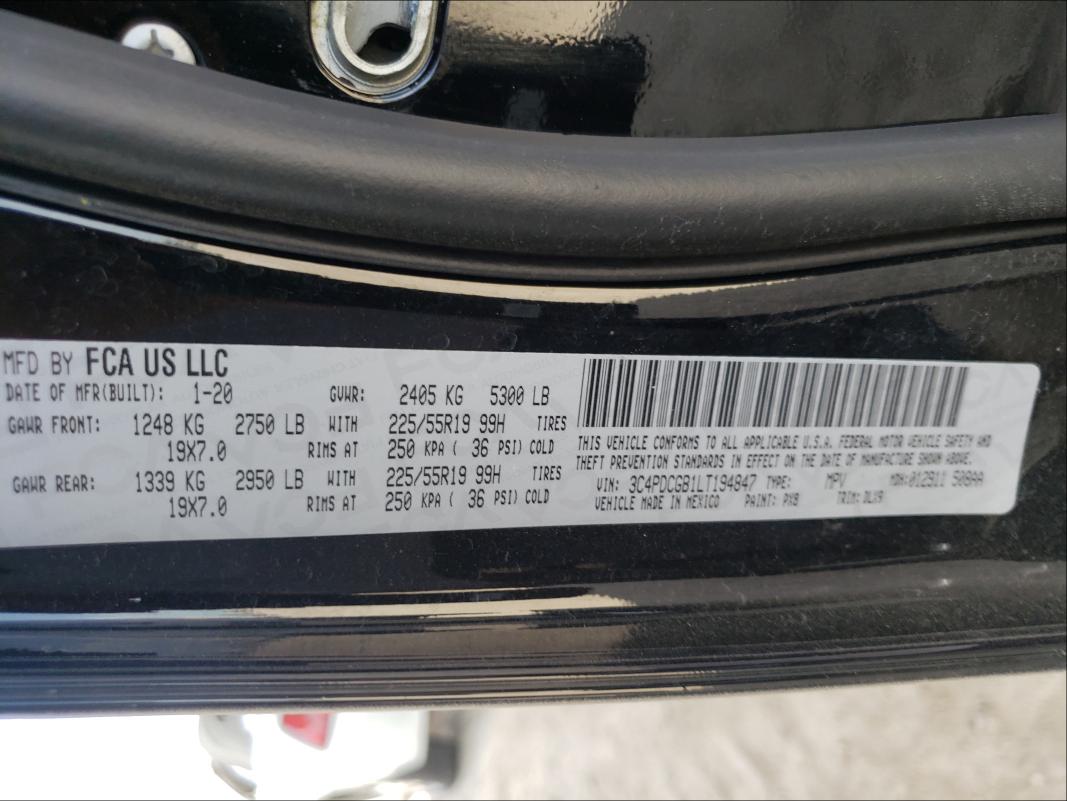 MFD BY FCA US LLC
DATE OF MFR(BUILT): 1-20 GVWR: 2405 KG 5300 LB
GAWR FRONT: 1248 KG 2750 LB WITH 225/55R19 99H TIRES
19X7.0 RIMS AT 250 KPA ( 36 PSI) COLD
GAWR REAR: 1339 KG 2950 LB WITH 225/55R19 99H TIRES
19X7.0 RIMS AT 250 KPA ( 36 PSI) COLD
THIS VEHICLE CONFORMS TO ALL APPLICABLE U.S.A. FEDERAL MOTOR VEHICLE SAFETY AND
THEFT PREVENTION STANDARDS IN EFFECT ON THE DATE OF MANUFACTURE SHOWN ABOVE.
VIN: 3C4PDCGB1LT194847 TYPE: MPV MDH: 012911 509AA
VEHICLE MADE IN MEXICO PAINT: PX8 TRIM: DLX9